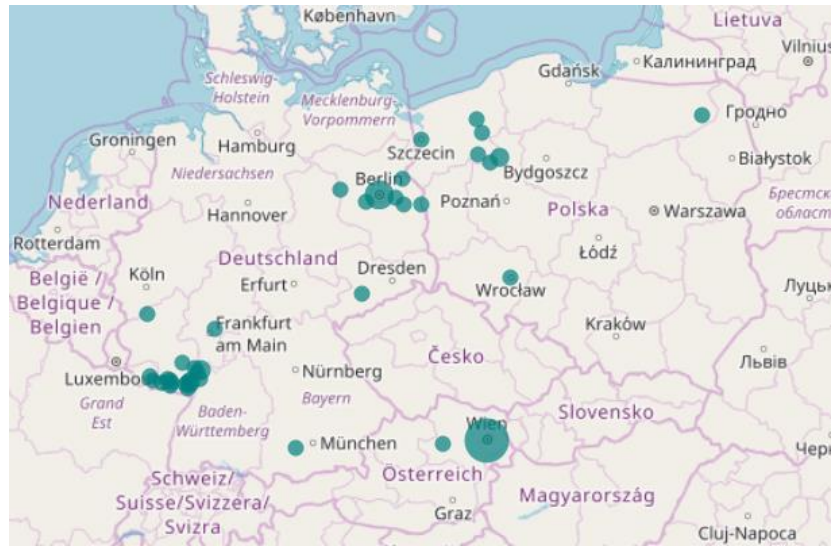 København
Lietuva
Vilnius
Gdańsk
Калининград
Schleswig-
Holstein
Mecklenburg-
Vorpommern
Гродно
Groningen
Hamburg
Szczecin
Białystok
Niedersachsen
Berlin
Bydgoszcz
Nederland
Hannover
Poznań
Polska
Warszawa
Брестск
област
Rotterdam
Deutschland
Łódź
België /
Belgique /
Belgien
Köln
Erfurt
Dresden
Wrocław
Луцьк
Frankfurt
am Main
Kraków
Česko
Львів
Luxembo
Nürnberg
Grand
Est
Baden-
Württemberg
Bayern
Slovensko
Wien
München
Österreich
Черн
Schweiz/
Suisse/Svizzera/
Svizra
Magyarország
Graz
Cluj-Napoca